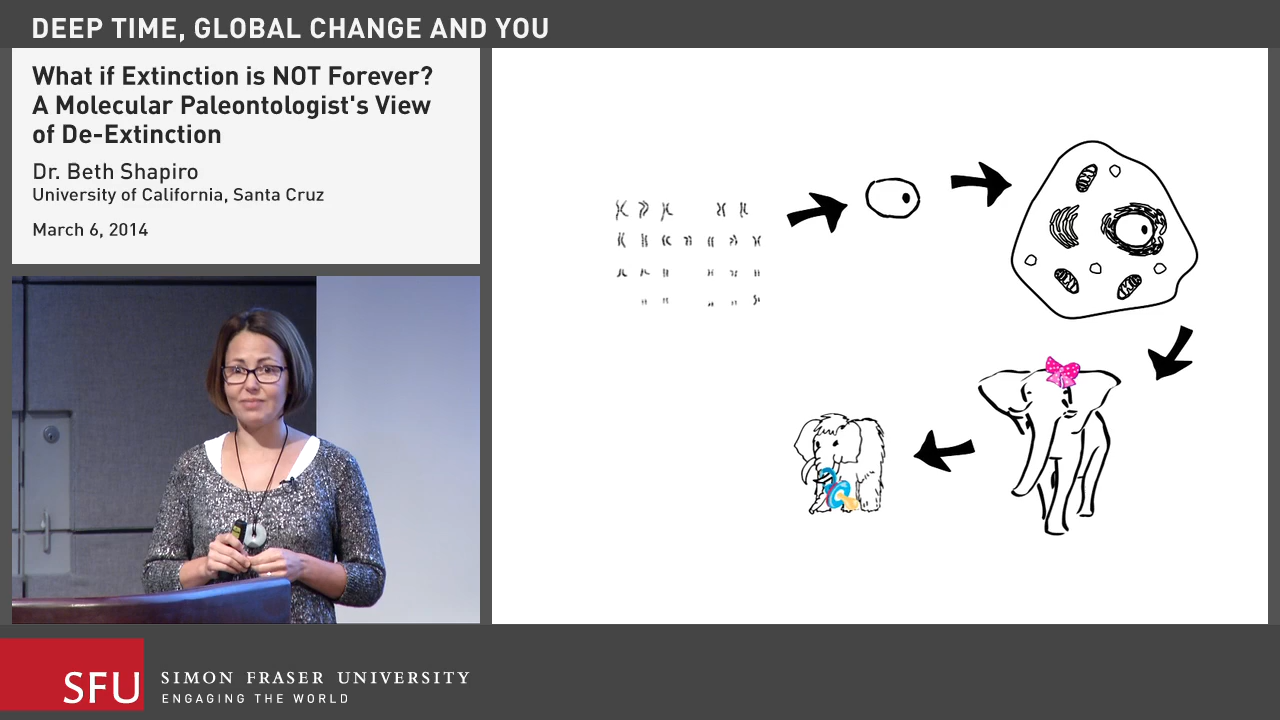 DEEP TIME, GLOBAL CHANGE AND YOU
What if Extinction is NOT Forever?
A Molecular Paleontologist's View
of De-Extinction
Dr. Beth Shapiro
University of California, Santa Cruz
March 6, 2014
SFU
SIMON FRASER UNIVERSITY
ENGAGING THE WORLD